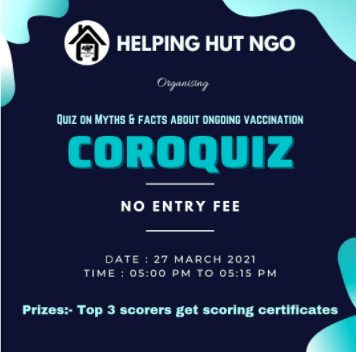 HELPING HUT NGO
Organising
QUIZ ON MYTHS & FACTS ABOUT ONGOING VACCINATION
COROQUIZ
NO ENTRY FEE
DATE : 27 MARCH 2021
TIME : 05:00 PM TO 05:15 PM
Prizes:- Top 3 scorers get scoring certificates